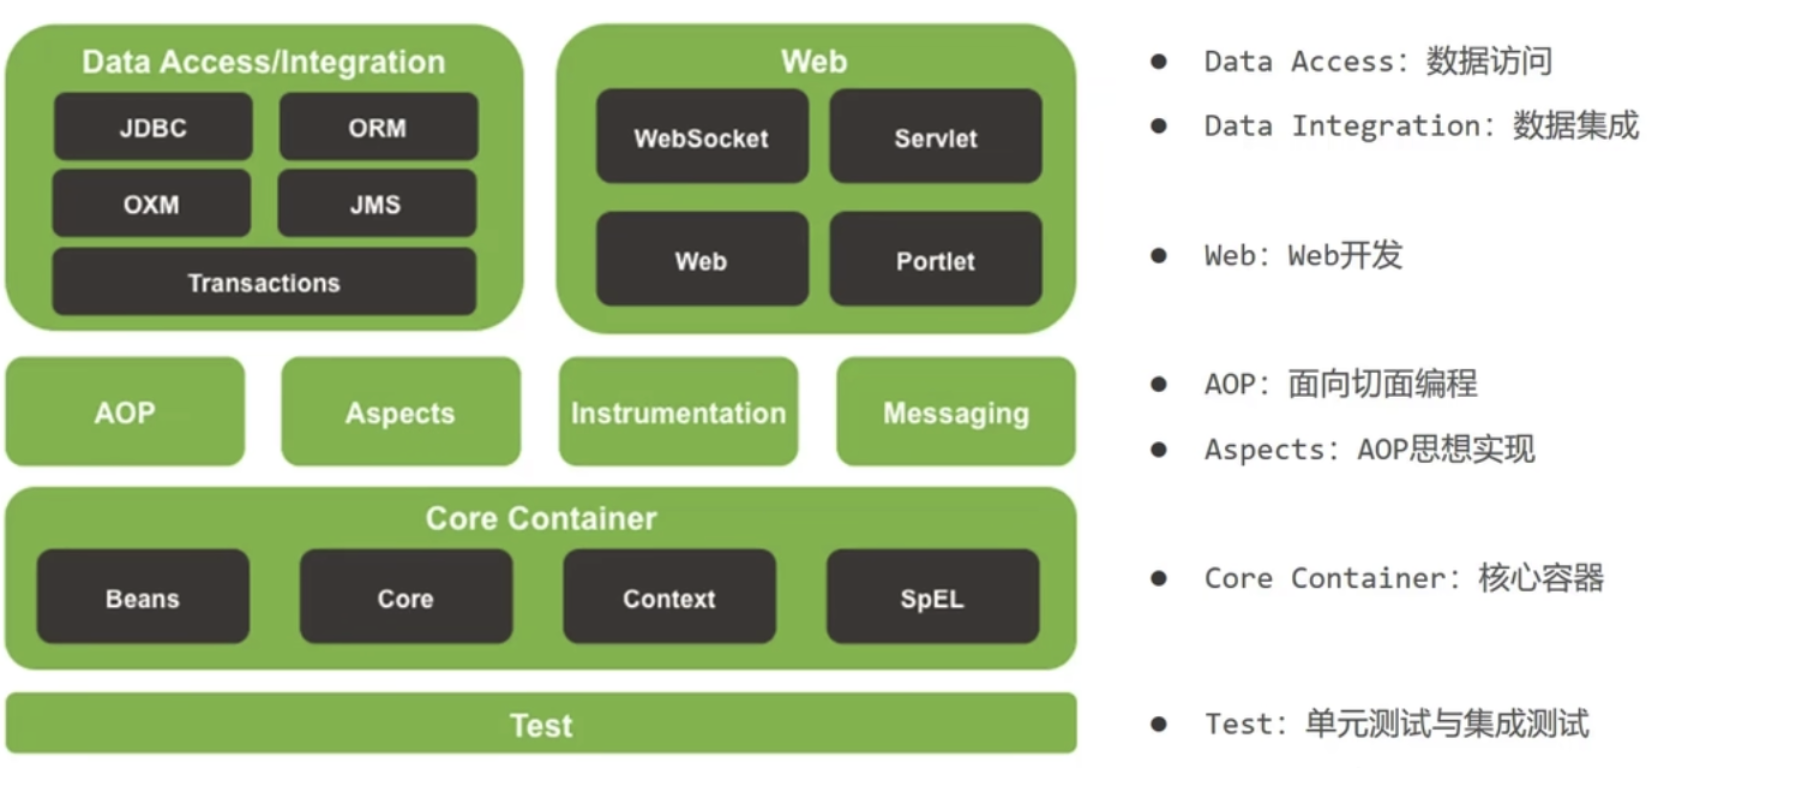 Data Access/Integration
JDBC ORM
OXM JMS
Transactions
Web
WebSocket Servlet
Web Portlet
AOP Aspects Instrumentation Messaging
Core Container
Beans Core Context SpEL
Test
● Data Access：数据访问
● Data Integration：数据集成
● Web：Web开发
● AOP：面向切面编程
● Aspects：AOP思想实现
● Core Container：核心容器
● Test：单元测试与集成测试